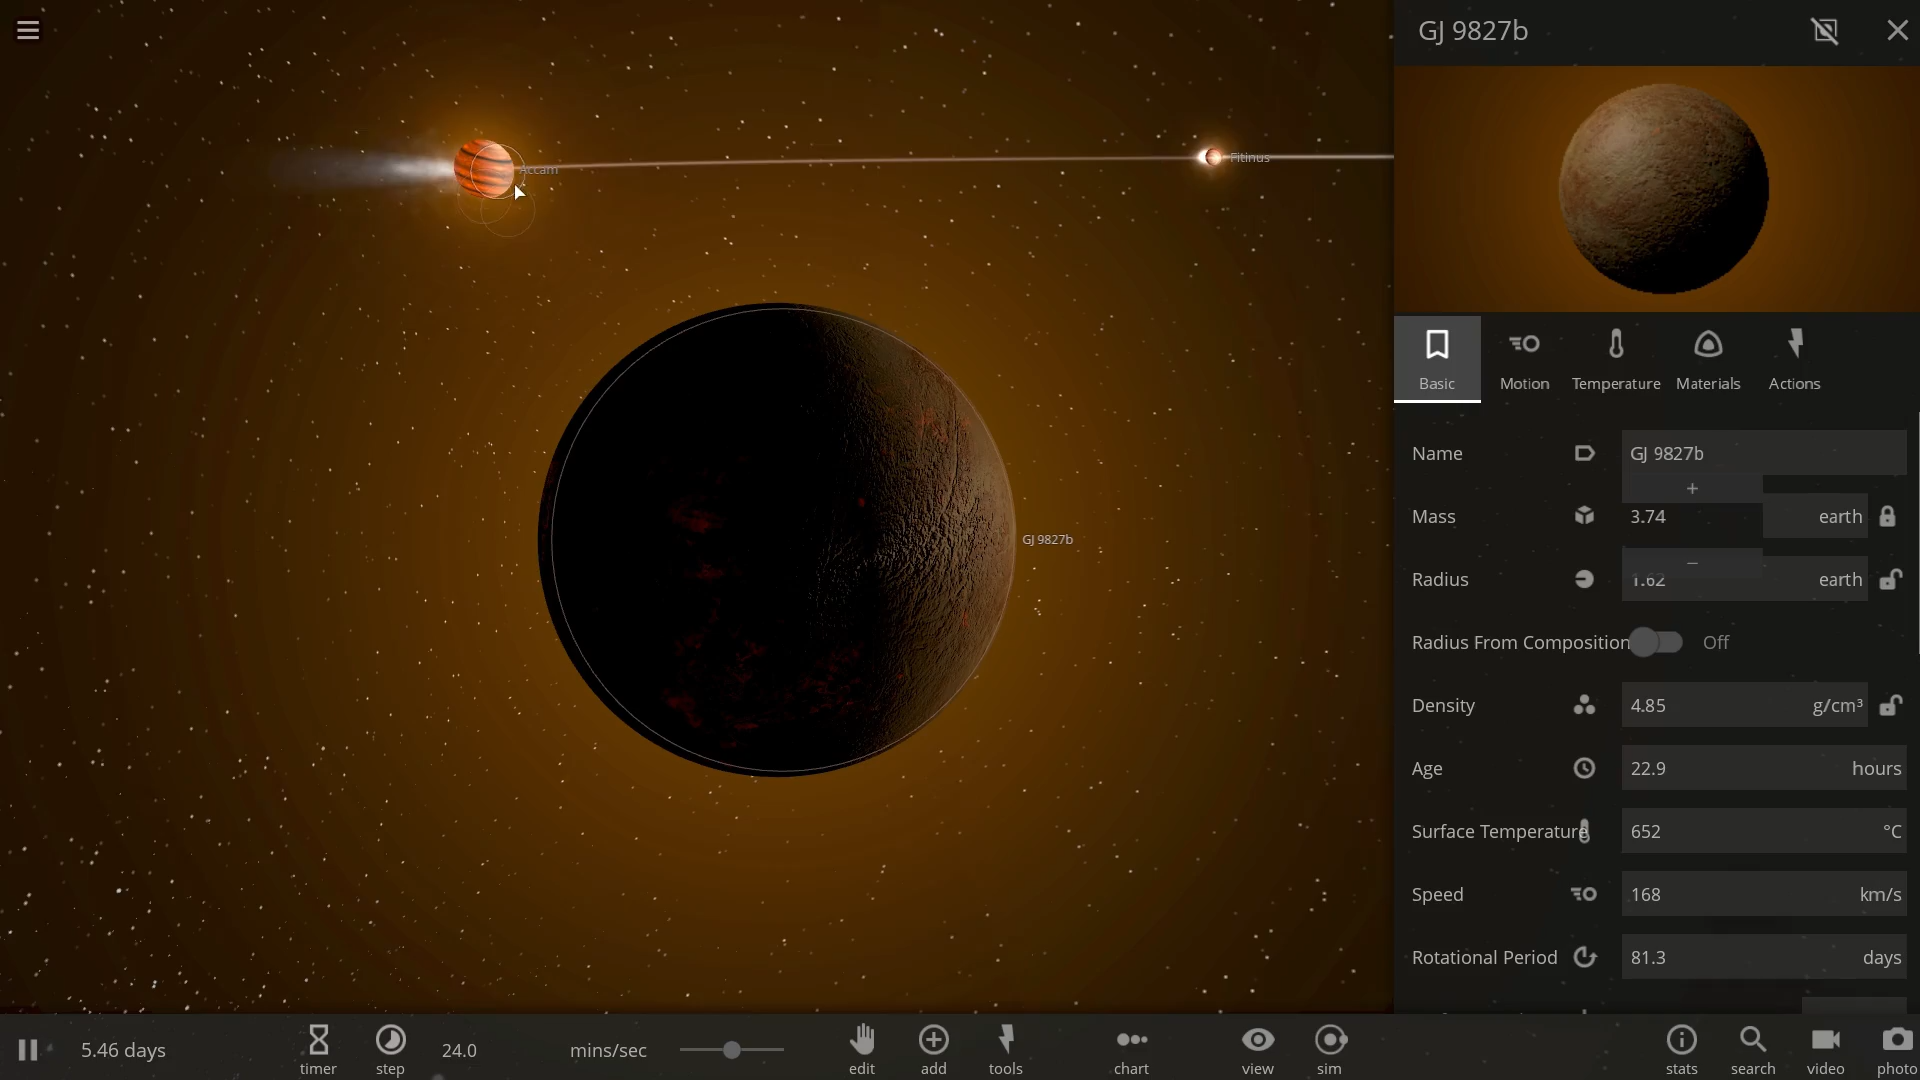 GJ 9827b
Accam
Fitinus
GJ 9827b
Basic
Motion
Temperature
Materials
Actions
Name GJ 9827b
+
Mass 3.74 earth
−
Radius 1.62 earth
Radius From Composition Off
Density 4.85 g/cm³
Age 22.9 hours
Surface Temperature 652 °C
Speed 168 km/s
Rotational Period 81.3 days
5.46 days
timer
step
24.0 mins/sec
edit
add
tools
chart
view
sim
stats
search
video
photo